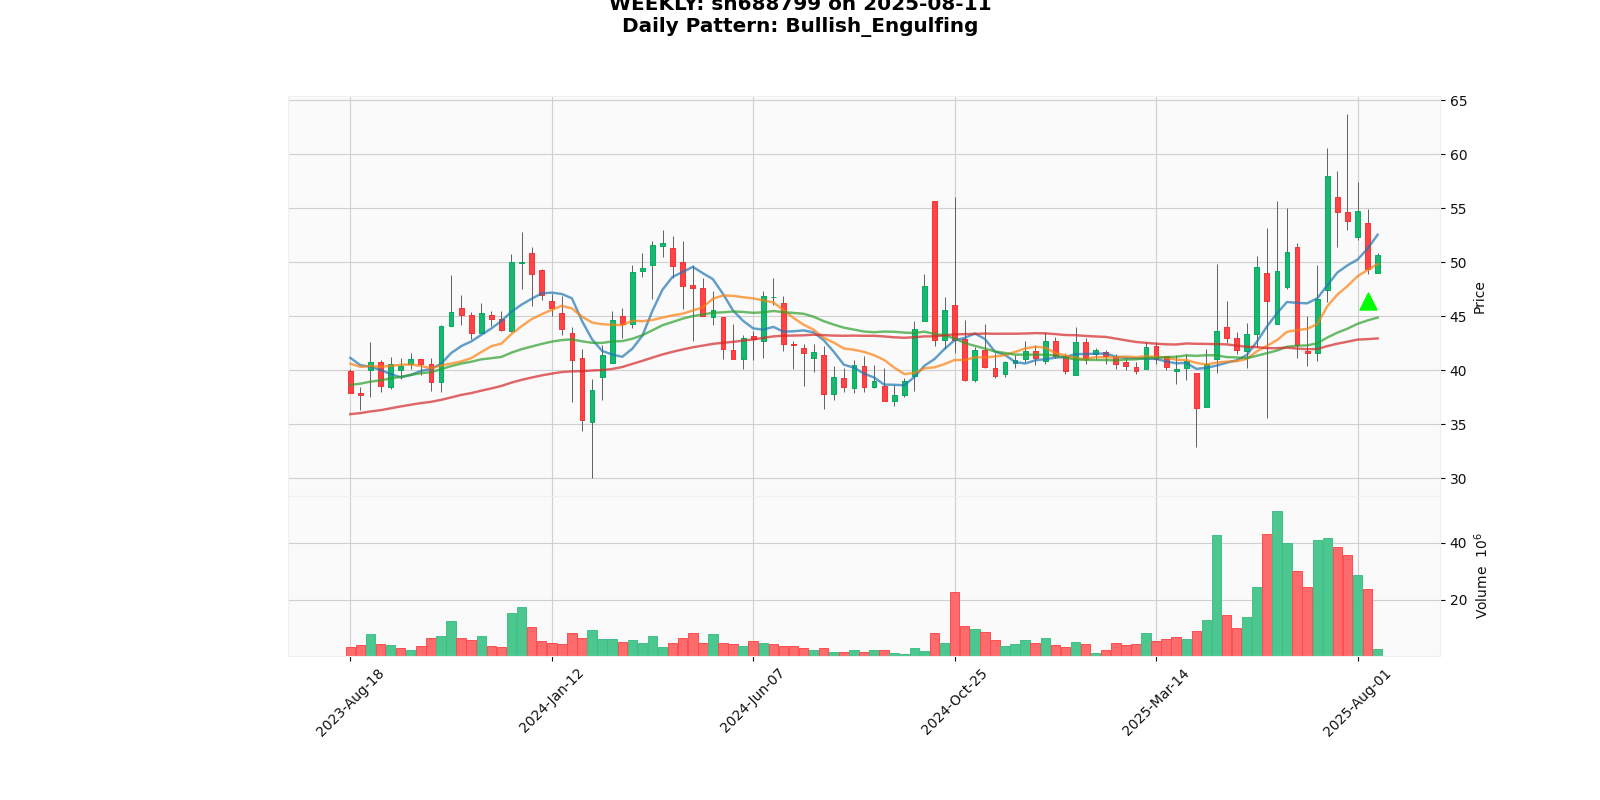 WEEKLY: sh688799 on 2025-08-11
Daily Pattern: Bullish_Engulfing
65
60
55
50
45
40
35
30
Price
40
20
Volume 10^6
2023-Aug-18
2024-Jan-12
2024-Jun-07
2024-Oct-25
2025-Mar-14
2025-Aug-01